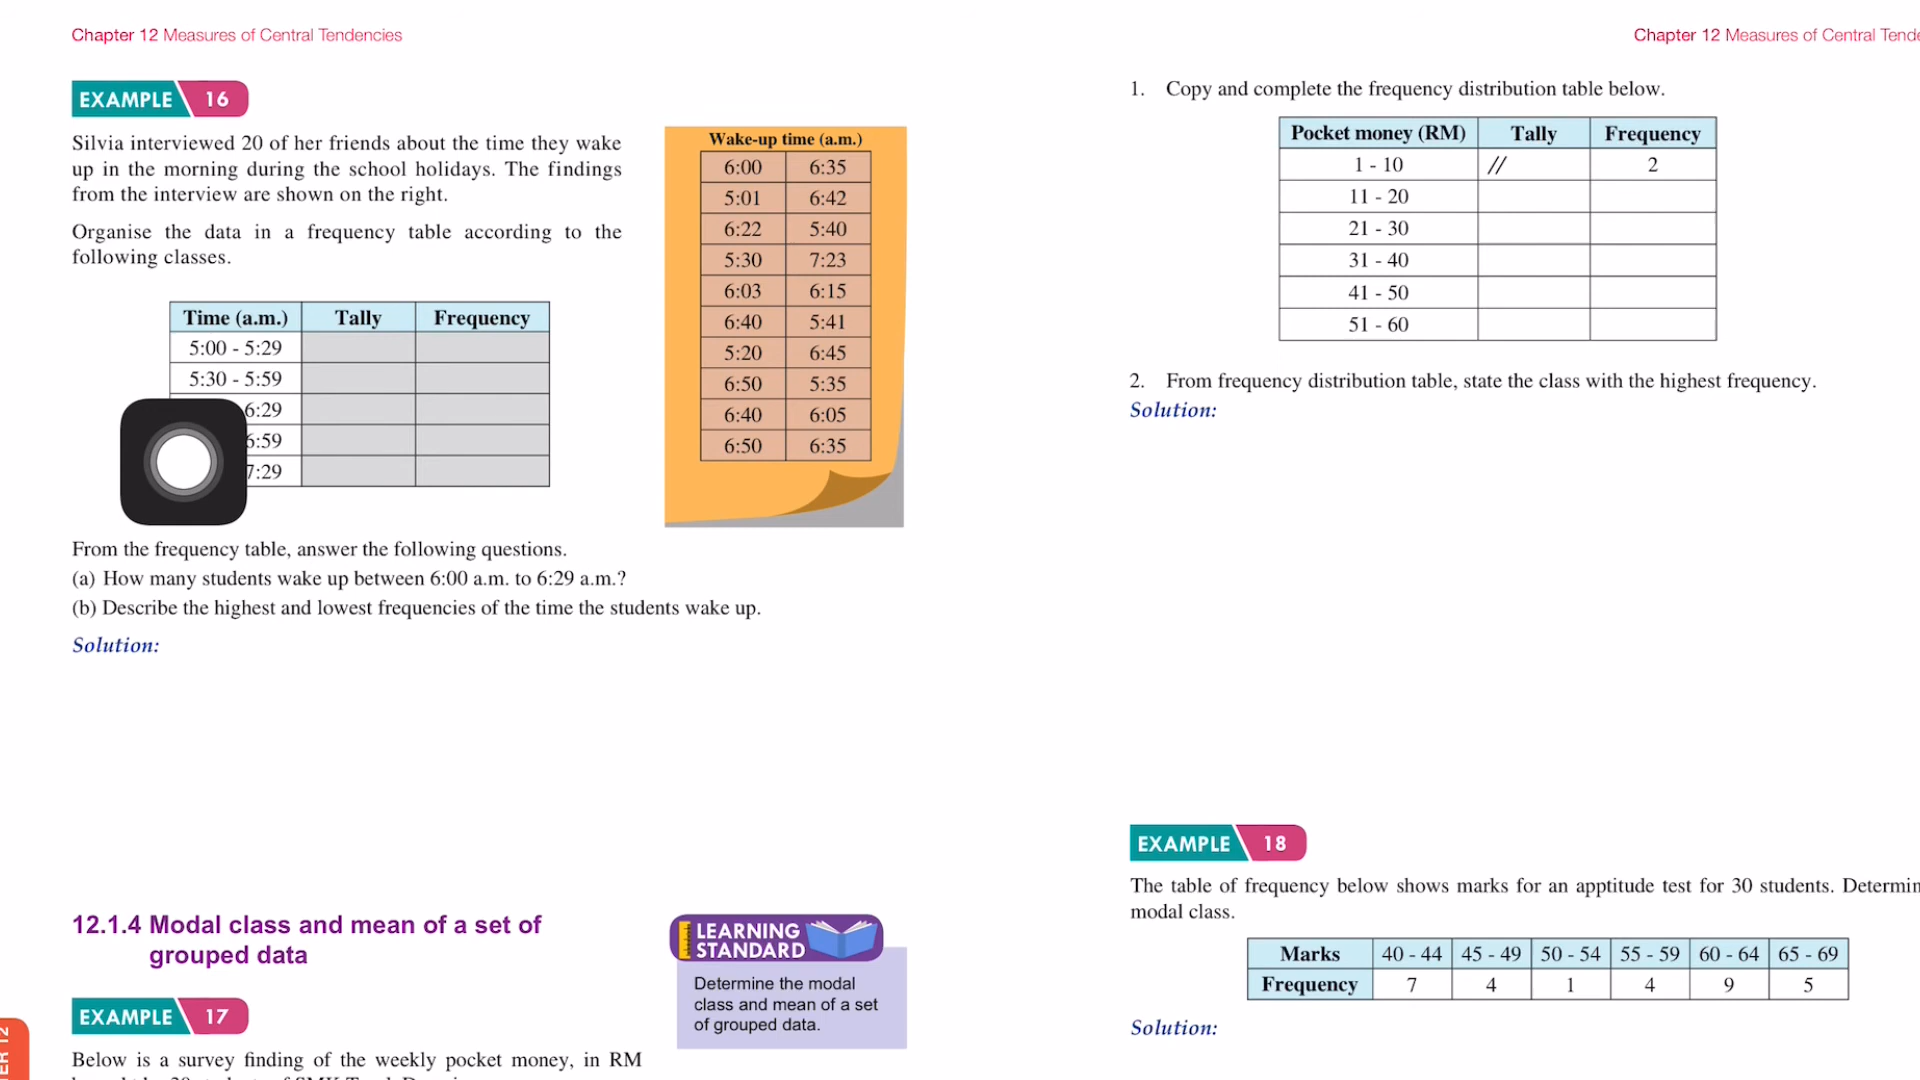 Chapter 12 Measures of Central Tendencies
EXAMPLE 16
Silvia interviewed 20 of her friends about the time they wake
up in the morning during the school holidays. The findings
from the interview are shown on the right.
Organise the data in a frequency table according to the
following classes.
Time (a.m.) Tally Frequency
5:00 - 5:29
5:30 - 5:59
6:29
6:59
7:29
Wake-up time (a.m.)
6:00 6:35
5:01 6:42
6:22 5:40
5:30 7:23
6:03 6:15
6:40 5:41
5:20 6:45
6:50 5:35
6:40 6:05
6:50 6:35
From the frequency table, answer the following questions.
(a) How many students wake up between 6:00 a.m. to 6:29 a.m.?
(b) Describe the highest and lowest frequencies of the time the students wake up.
Solution:
12.1.4 Modal class and mean of a set of
grouped data
LEARNING
STANDARD
Determine the modal
class and mean of a set
of grouped data.
EXAMPLE 17
Below is a survey finding of the weekly pocket money, in RM
Chapter 12 Measures of Central
1. Copy and complete the frequency distribution table below.
Pocket money (RM) Tally Frequency
1 - 10 // 2
11 - 20
21 - 30
31 - 40
41 - 50
51 - 60
2. From frequency distribution table, state the class with the highest frequency.
Solution:
EXAMPLE 18
The table of frequency below shows marks for an apptitude test for 30 students.
modal class.
Marks 40 - 44 45 - 49 50 - 54 55 - 59 60 - 64 65 - 69
Frequency 7 4 1 4 9 5
Solution: